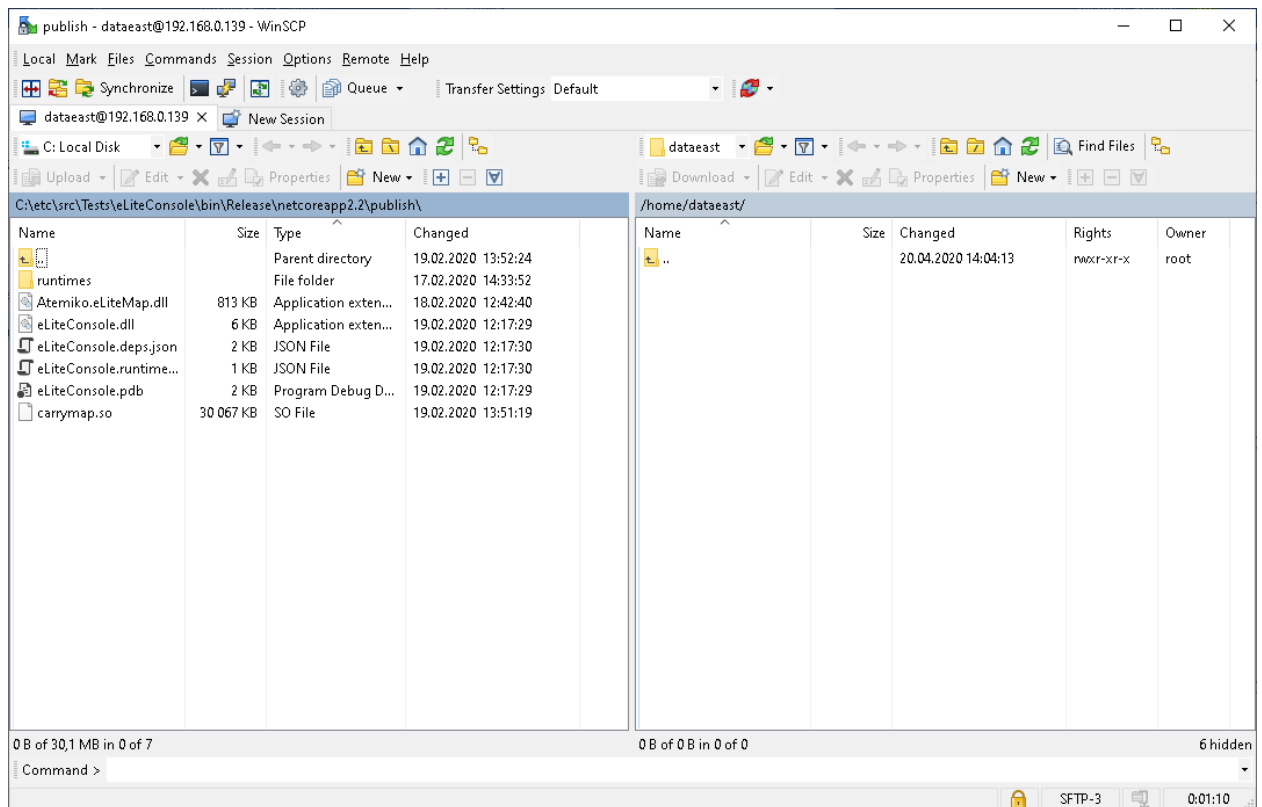 publish - dataeast@192.168.0.139 - WinSCP
Local Mark Files Commands Session Options Remote Help
Synchronize Queue Transfer Settings Default
dataeast@192.168.0.139 New Session
C: Local Disk dataeast Find Files
Upload Edit Properties New Download Edit Properties New
C:\etc\src\Tests\eLiteConsole\bin\Release\netcoreapp2.2\publish\ /home/dataeast/
Name Size Type Changed Name Size Changed Rights Owner
.. Parent directory 19.02.2020 13:52:24 .. 20.04.2020 14:04:13 rwxr-xr-x root
runtimes File folder 17.02.2020 14:33:52
Atemiko.eLiteMap.dll 813 KB Application exten... 18.02.2020 12:42:40
eLiteConsole.dll 6 KB Application exten... 19.02.2020 12:17:29
eLiteConsole.deps.json 2 KB JSON File 19.02.2020 12:17:30
eLiteConsole.runtime... 1 KB JSON File 19.02.2020 12:17:30
eLiteConsole.pdb 2 KB Program Debug D... 19.02.2020 12:17:29
carrymap.so 30 067 KB SO File 19.02.2020 13:51:19
0 B of 30,1 MB in 0 of 7 0 B of 0 B in 0 of 0 6 hidden
Command >
SFTP-3 0:01:10